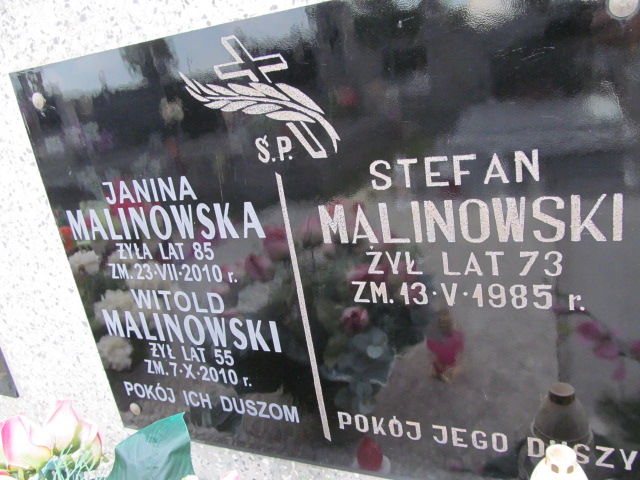 Ś.P.
JANINA
MALINOWSKA
ŻYŁA LAT 85
ZM. 23·VII·2010 r.
WITOLD
MALINOWSKI
ŻYŁ LAT 55
ZM. 7·X·2010 r.
POKÓJ ICH DUSZOM
STEFAN
MALINOWSKI
ŻYŁ LAT 73
ZM. 13·V·1985 r.
POKÓJ JEGO DUSZY